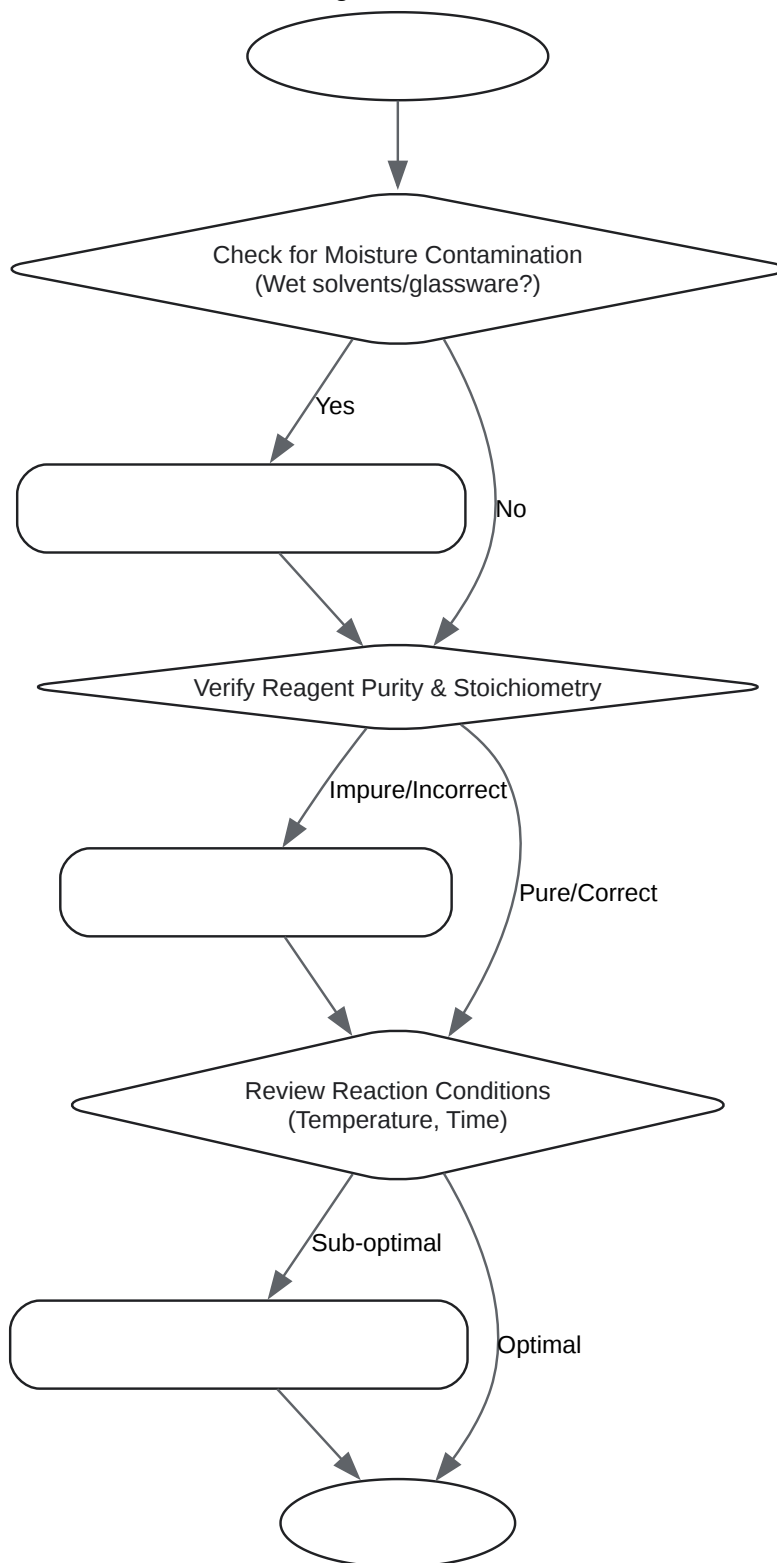 Check for Moisture Contamination
(Wet solvents/glassware?)
Yes
No
Verify Reagent Purity & Stoichiometry
Impure/Incorrect
Pure/Correct
Review Reaction Conditions
(Temperature, Time)
Sub-optimal
Optimal